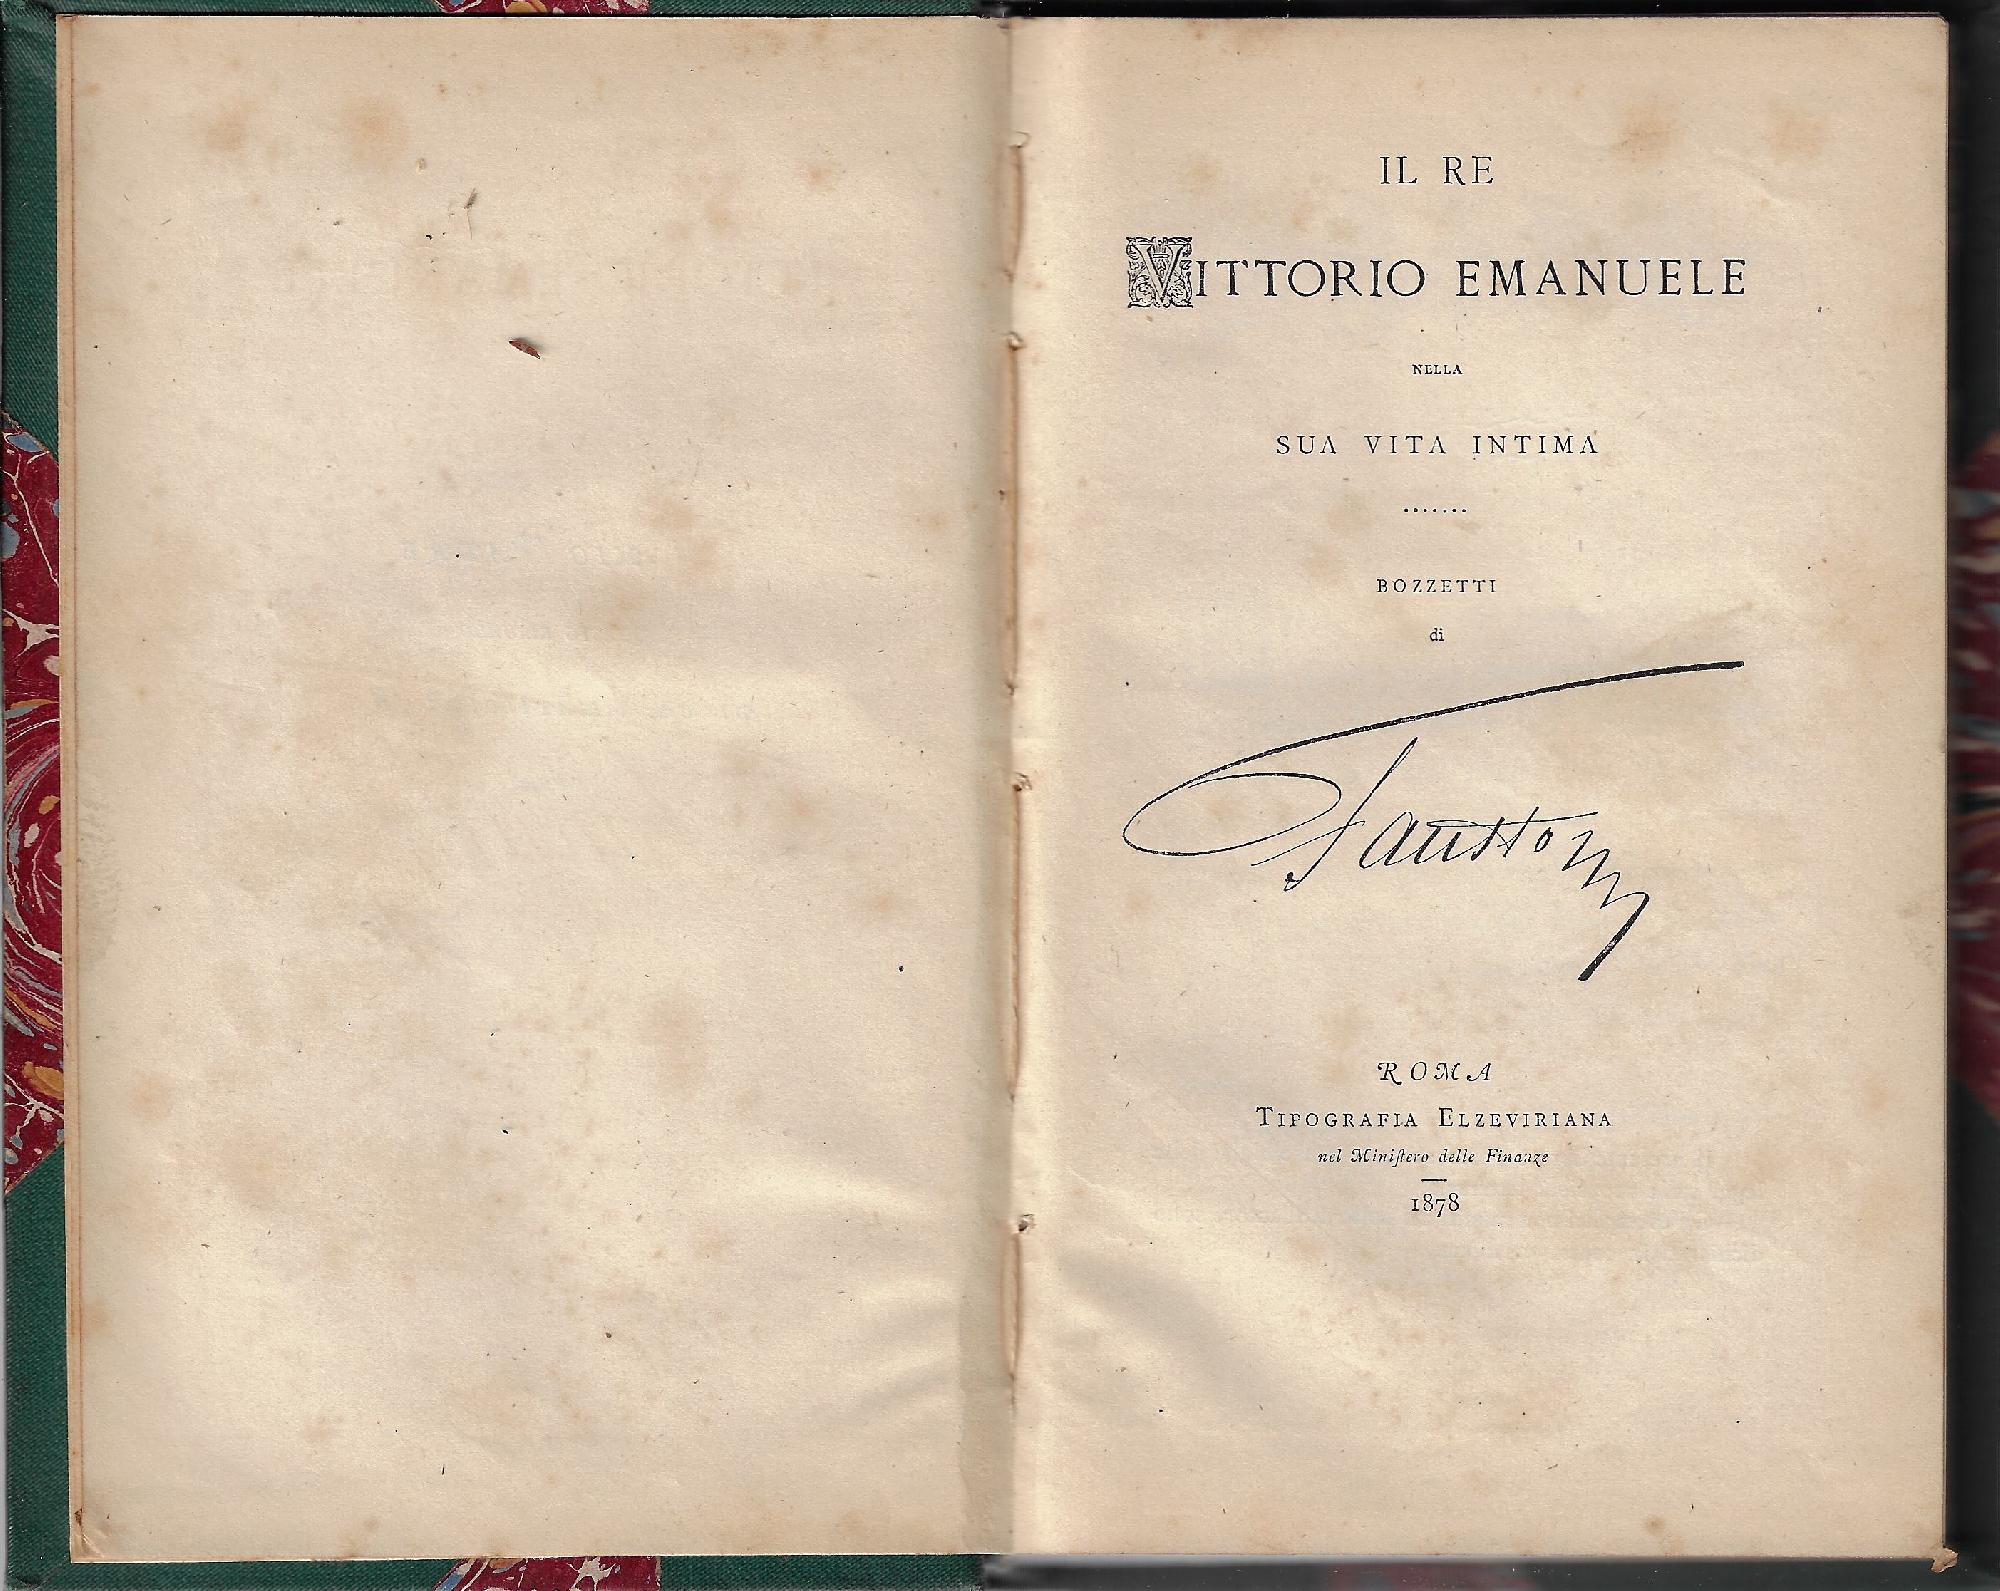 IL RE
VITTORIO EMANUELE
NELLA
SUA VITA INTIMA
.......
BOZZETTI
di
Fausto
ROMA
TIPOGRAFIA ELZEVIRIANA
nel Miniſtero delle Finanze
1878